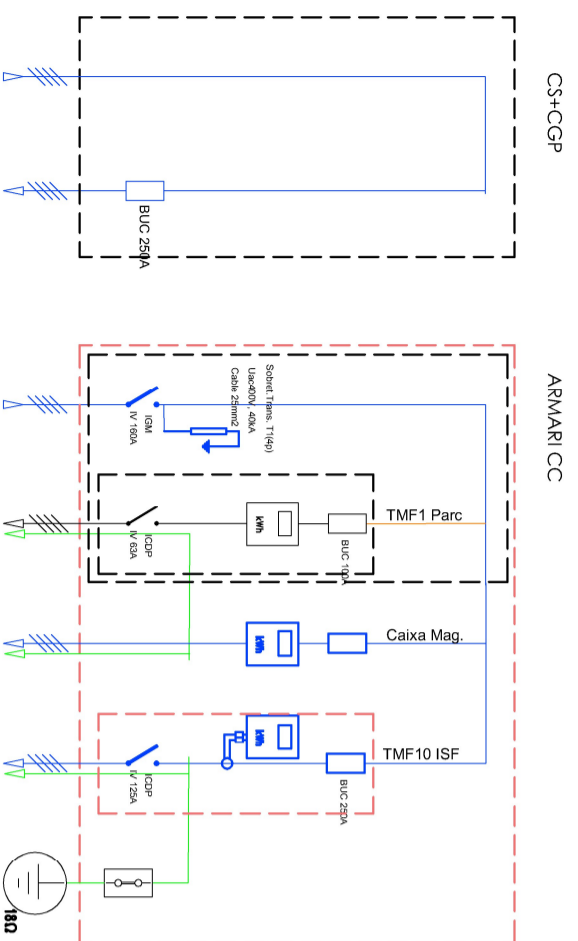 CS+CGP
BUC 250A
ARMARI CC
Sobret.Trans. T1(4p)
Uac400V, 40kA
Cable 25mm2
IGM
IV 160A
TMF1 Parc
BUC 100A
kWh
ICDP
IV 63A
Caixa Mag.
kWh
TMF10 ISF
BUC 250A
kWh
ICDP
IV 125A
18Ω